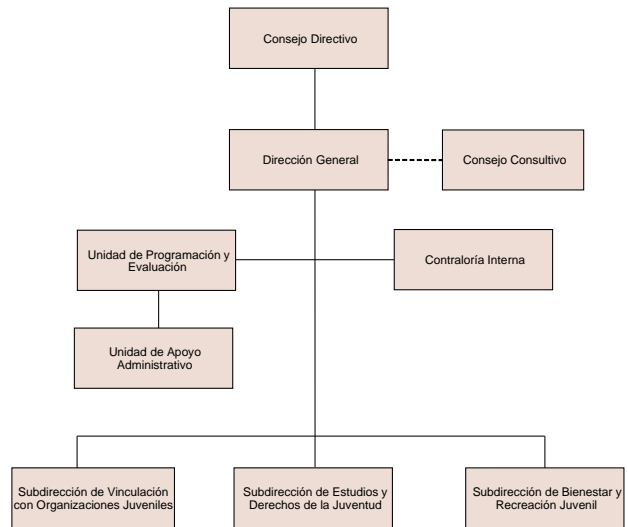 Consejo Directivo
Dirección General
Consejo Consultivo
Unidad de Programación y
Evaluación
Contraloría Interna
Unidad de Apoyo
Administrativo
Subdirección de Vinculación
con Organizaciones Juveniles
Subdirección de Estudios y
Derechos de la Juventud
Subdirección de Bienestar y
Recreación Juvenil